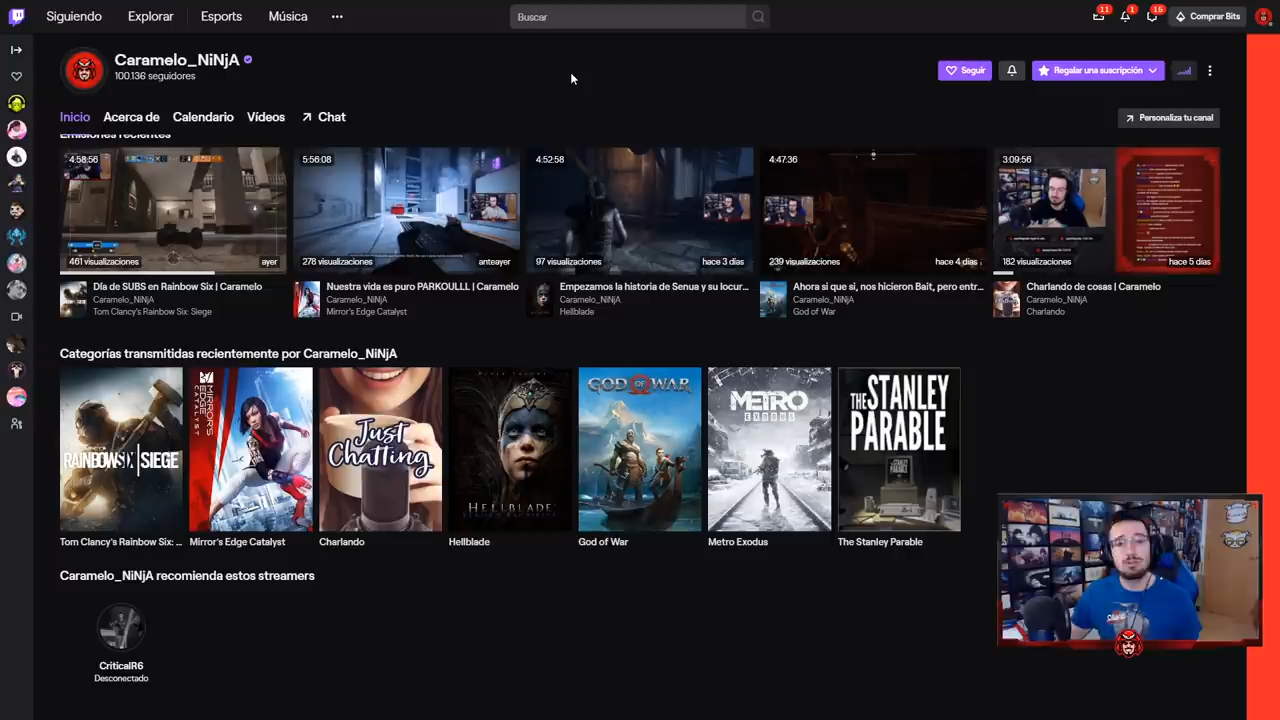 Siguiendo
Explorar
Esports
Música
Buscar
11
1
15
Comprar Bits
Caramelo_NiNjA
100.136 seguidores
Seguir
Regalar una suscripción
Inicio
Acerca de
Calendario
Vídeos
Chat
Personaliza tu canal
Emisiones recientes
4:58:56
461 visualizaciones
ayer
5:56:08
278 visualizaciones
anteayer
4:52:58
97 visualizaciones
hace 3 días
4:47:36
239 visualizaciones
hace 4 días
3:09:56
182 visualizaciones
hace 5 días
Día de SUBS en Rainbow Six | Caramelo
Caramelo_NiNjA
Tom Clancy's Rainbow Six: Siege
Nuestra vida es puro PARKOULLL | Caramelo
Caramelo_NiNjA
Mirror's Edge Catalyst
Empezamos la historia de Senua y su locur...
Caramelo_NiNjA
Hellblade
Ahora si que si, nos hicieron Bait, pero entr...
Caramelo_NiNjA
God of War
Charlando de cosas | Caramelo
Caramelo_NiNjA
Charlando
Categorías transmitidas recientemente por Caramelo_NiNjA
RAINBOW SIX | SIEGE
MIRROR'S EDGE CATALYST
Just Chatting
HELLBLADE
GOD OF WAR
METRO
EXODUS
THE STANLEY
PARABLE
Tom Clancy's Rainbow Six: ...
Mirror's Edge Catalyst
Charlando
Hellblade
God of War
Metro Exodus
The Stanley Parable
Caramelo_NiNjA recomienda estos streamers
CriticalR6
Desconectado